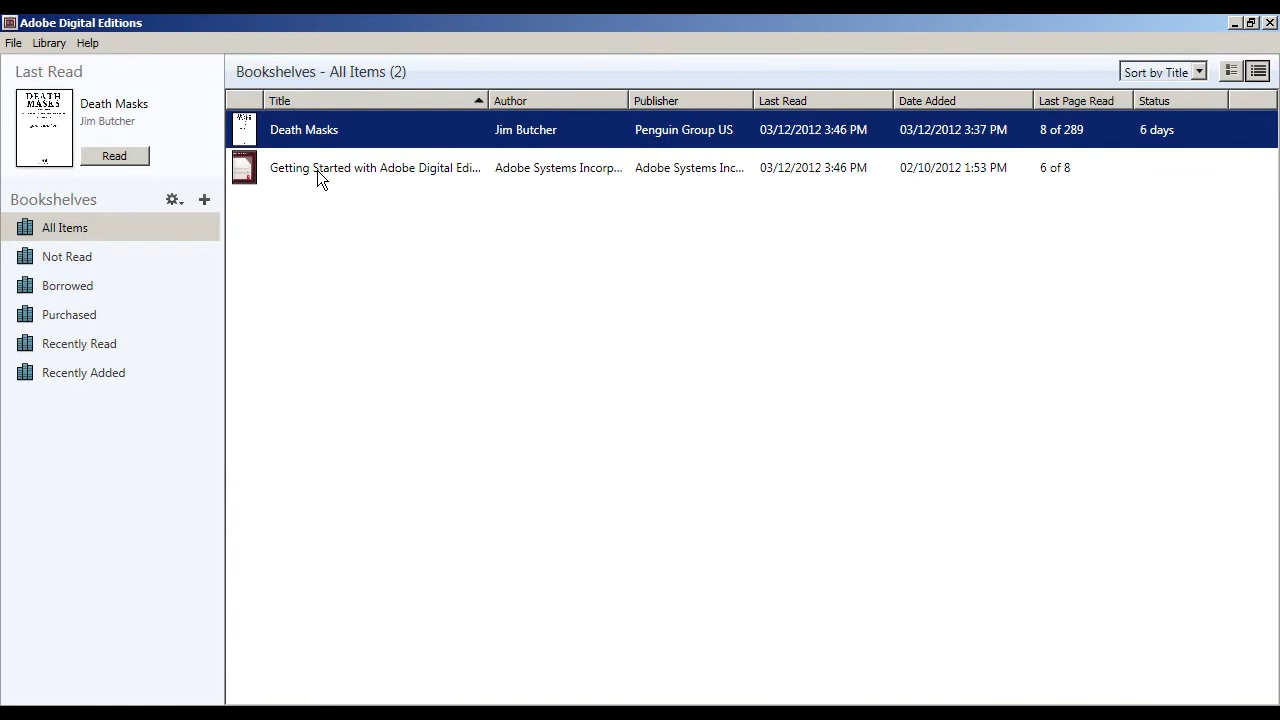 Adobe Digital Editions
File Library Help
Last Read
DEATH MASKS
Death Masks
Jim Butcher
Read
Bookshelves
All Items
Not Read
Borrowed
Purchased
Recently Read
Recently Added
Bookshelves - All Items (2)
Sort by Title
Title Author Publisher Last Read Date Added Last Page Read Status
Death Masks Jim Butcher Penguin Group US 03/12/2012 3:46 PM 03/12/2012 3:37 PM 8 of 289 6 days
Getting Started with Adobe Digital Edi... Adobe Systems Incorp... Adobe Systems Inc... 03/12/2012 3:46 PM 02/10/2012 1:53 PM 6 of 8